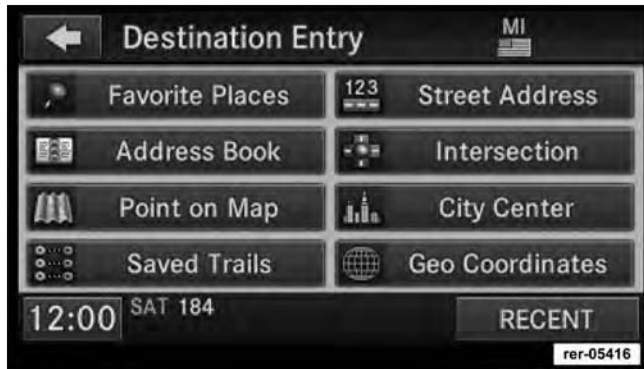 Destination Entry
MI
Favorite Places
123
Street Address
Address Book
Intersection
Point on Map
City Center
Saved Trails
Geo Coordinates
12:00
SAT 184
RECENT
rer-05416